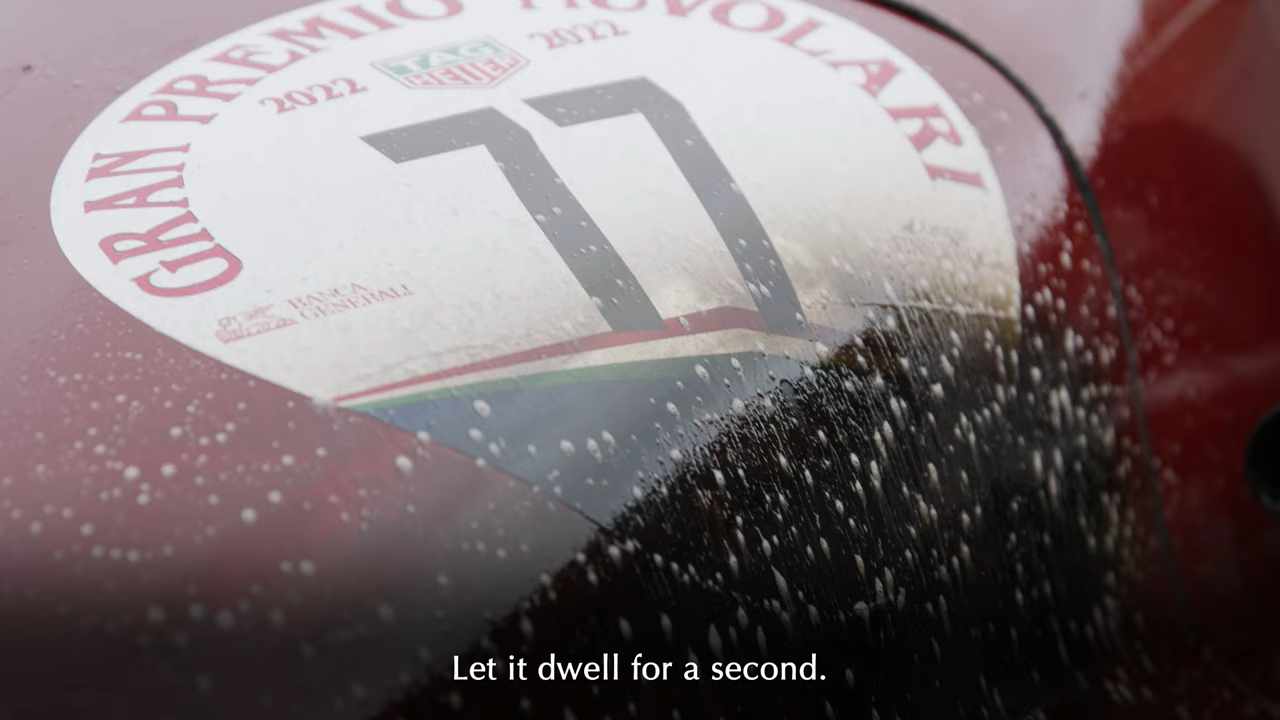 GRAN PREMIO NUVOLARI
2022
TAG
HEUER
2022
77
BANCA
GENERALI
Let it dwell for a second.